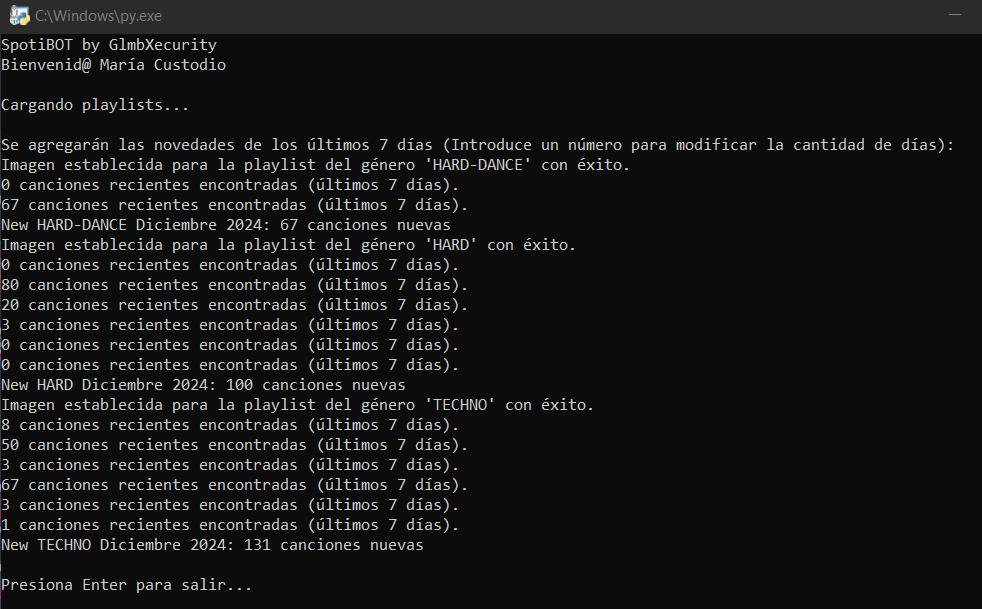 C:\Windows\py.exe
SpotiBOT by GlmbXecurity
Bienvenid@ María Custodio
Cargando playlists...
Se agregarán las novedades de los últimos 7 días (Introduce un número para modificar la cantidad de días):
Imagen establecida para la playlist del género 'HARD-DANCE' con éxito.
0 canciones recientes encontradas (últimos 7 días).
67 canciones recientes encontradas (últimos 7 días).
New HARD-DANCE Diciembre 2024: 67 canciones nuevas
Imagen establecida para la playlist del género 'HARD' con éxito.
0 canciones recientes encontradas (últimos 7 días).
80 canciones recientes encontradas (últimos 7 días).
20 canciones recientes encontradas (últimos 7 días).
3 canciones recientes encontradas (últimos 7 días).
0 canciones recientes encontradas (últimos 7 días).
0 canciones recientes encontradas (últimos 7 días).
New HARD Diciembre 2024: 100 canciones nuevas
Imagen establecida para la playlist del género 'TECHNO' con éxito.
8 canciones recientes encontradas (últimos 7 días).
50 canciones recientes encontradas (últimos 7 días).
3 canciones recientes encontradas (últimos 7 días).
67 canciones recientes encontradas (últimos 7 días).
3 canciones recientes encontradas (últimos 7 días).
1 canciones recientes encontradas (últimos 7 días).
New TECHNO Diciembre 2024: 131 canciones nuevas
Presiona Enter para salir...